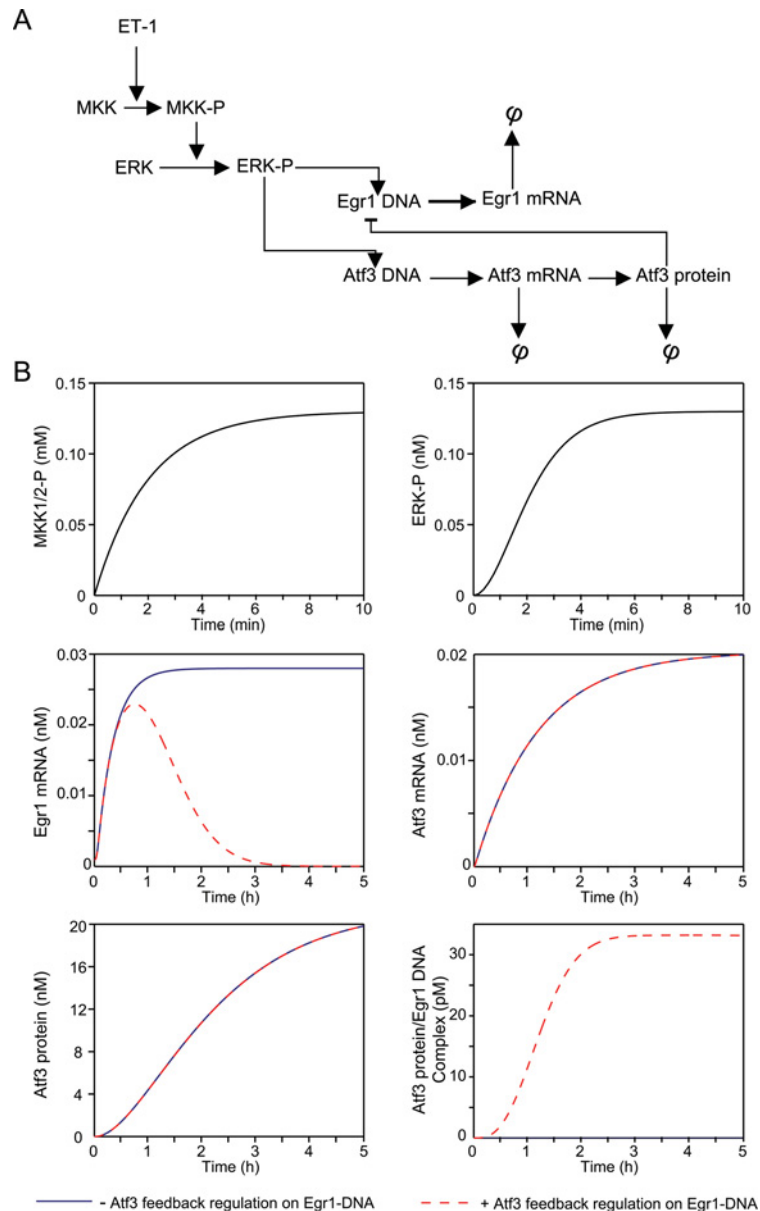 A
ET-1
MKK
MKK-P
φ
ERK
ERK-P
Egr1 DNA
Egr1 mRNA
Atf3 DNA
Atf3 mRNA
Atf3 protein
φ
φ
B
MKK1/2-P (mM)
0.15
0.10
0.05
0
0 2 4 6 8 10
Time (min)
ERK-P (nM)
0.15
0.10
0.05
0
0 2 4 6 8 10
Time (min)
Egr1 mRNA (nM)
0.03
0.02
0.01
0
0 1 2 3 4 5
Time (h)
Atf3 mRNA (nM)
0.02
0.01
0
0 1 2 3 4 5
Time (h)
Atf3 protein (nM)
20
16
12
8
4
0
0 1 2 3 4 5
Time (h)
Atf3 protein/Egr1 DNA
Complex (pM)
30
20
10
0
0 1 2 3 4 5
Time (h)
- Atf3 feedback regulation on Egr1-DNA
+ Atf3 feedback regulation on Egr1-DNA